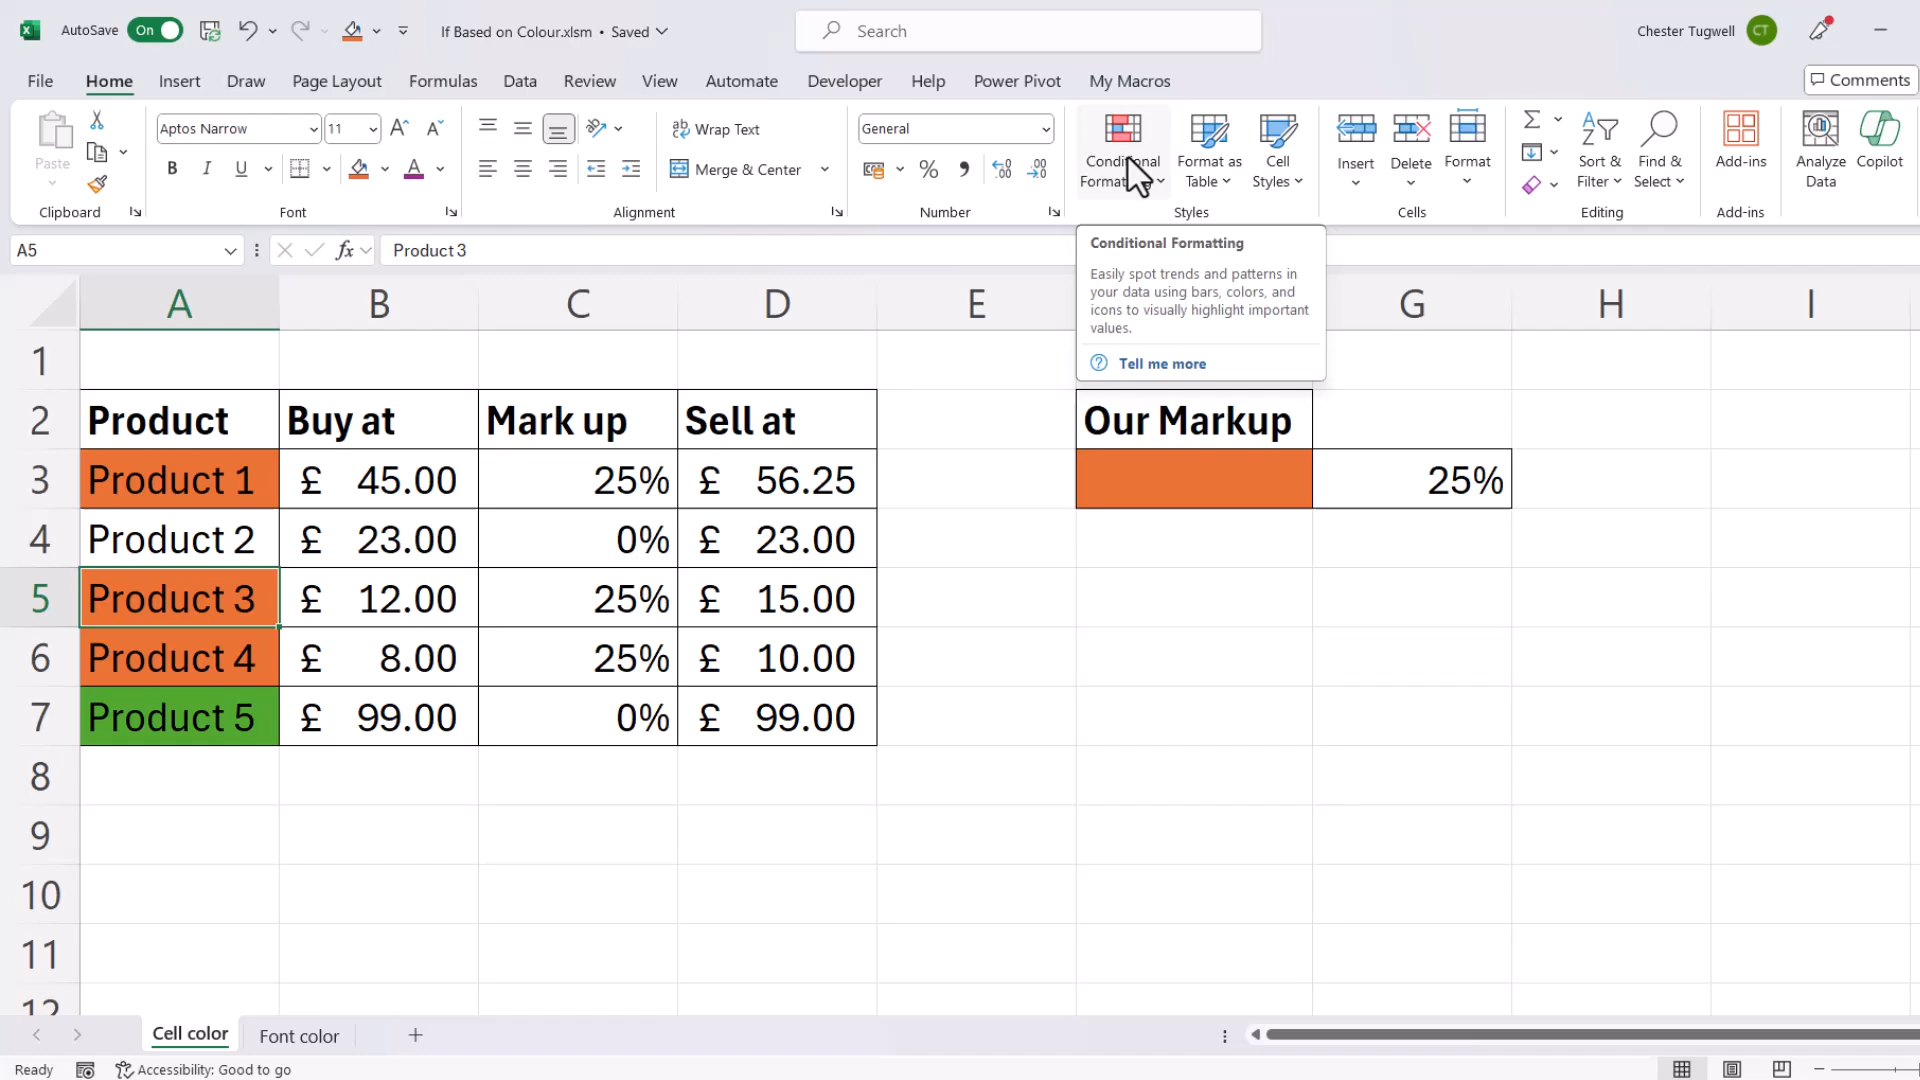 AutoSave On If Based on Colour.xlsm • Saved Search Chester Tugwell CT
File Home Insert Draw Page Layout Formulas Data Review View Automate Developer Help Power Pivot My Macros Comments
Paste
Clipboard
Aptos Narrow 11
B I U A
Font
Wrap Text
Merge & Center
Alignment
General
%
Number
Conditional
Format as Table
Cell Styles
Styles
Insert
Delete
Format
Cells
Sort & Filter
Find & Select
Editing
Add-ins
Add-ins
Analyze Data
Copilot
A5 fx Product 3
Conditional Formatting
Easily spot trends and patterns in
your data using bars, colors, and
icons to visually highlight important
values.
Tell me more
A B C D E G H I
1
2 Product Buy at Mark up Sell at Our Markup
3 Product 1 £ 45.00 25% £ 56.25 25%
4 Product 2 £ 23.00 0% £ 23.00
5 Product 3 £ 12.00 25% £ 15.00
6 Product 4 £ 8.00 25% £ 10.00
7 Product 5 £ 99.00 0% £ 99.00
8
9
10
11
12
Cell color Font color
Ready Accessibility: Good to go